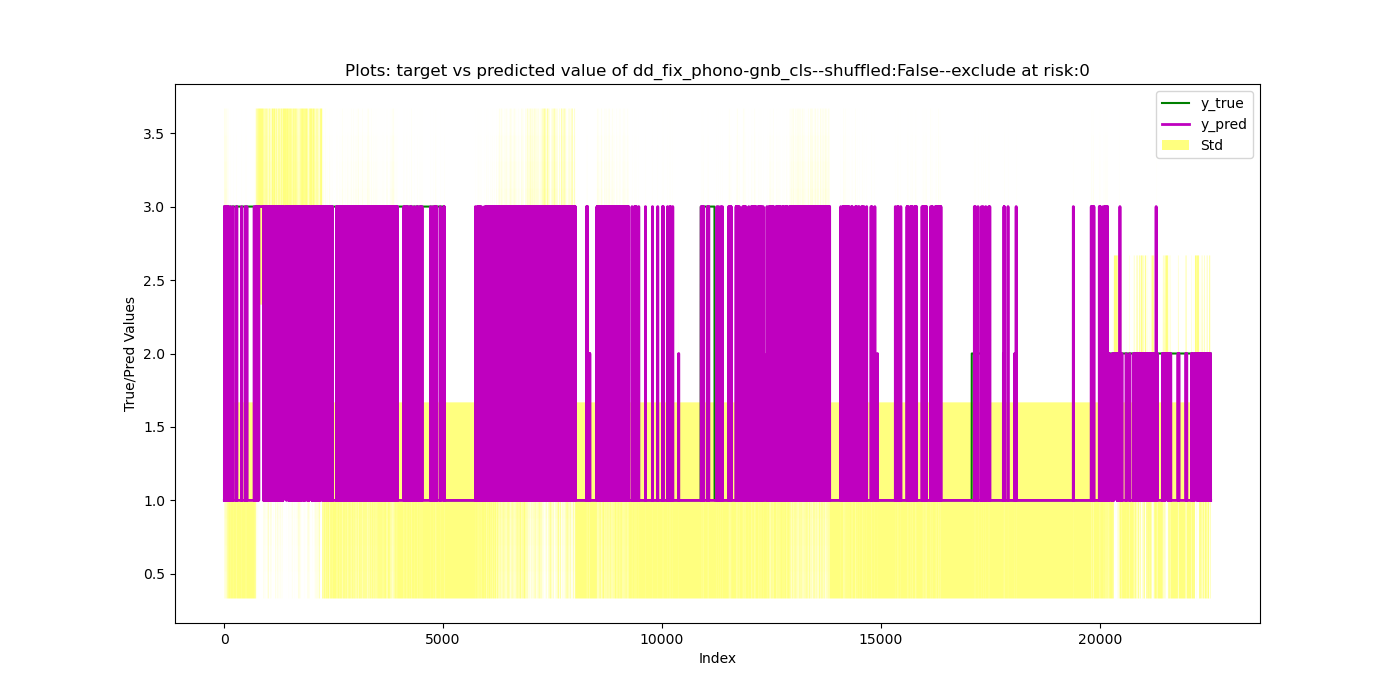 Plots: target vs predicted value of dd_fix_phono-gnb_cls--shuffled:False--exclude at risk:0
y_true
y_pred
Std
3.5
3.0
2.5
2.0
1.5
1.0
0.5
True/Pred Values
0
5000
10000
15000
20000
Index